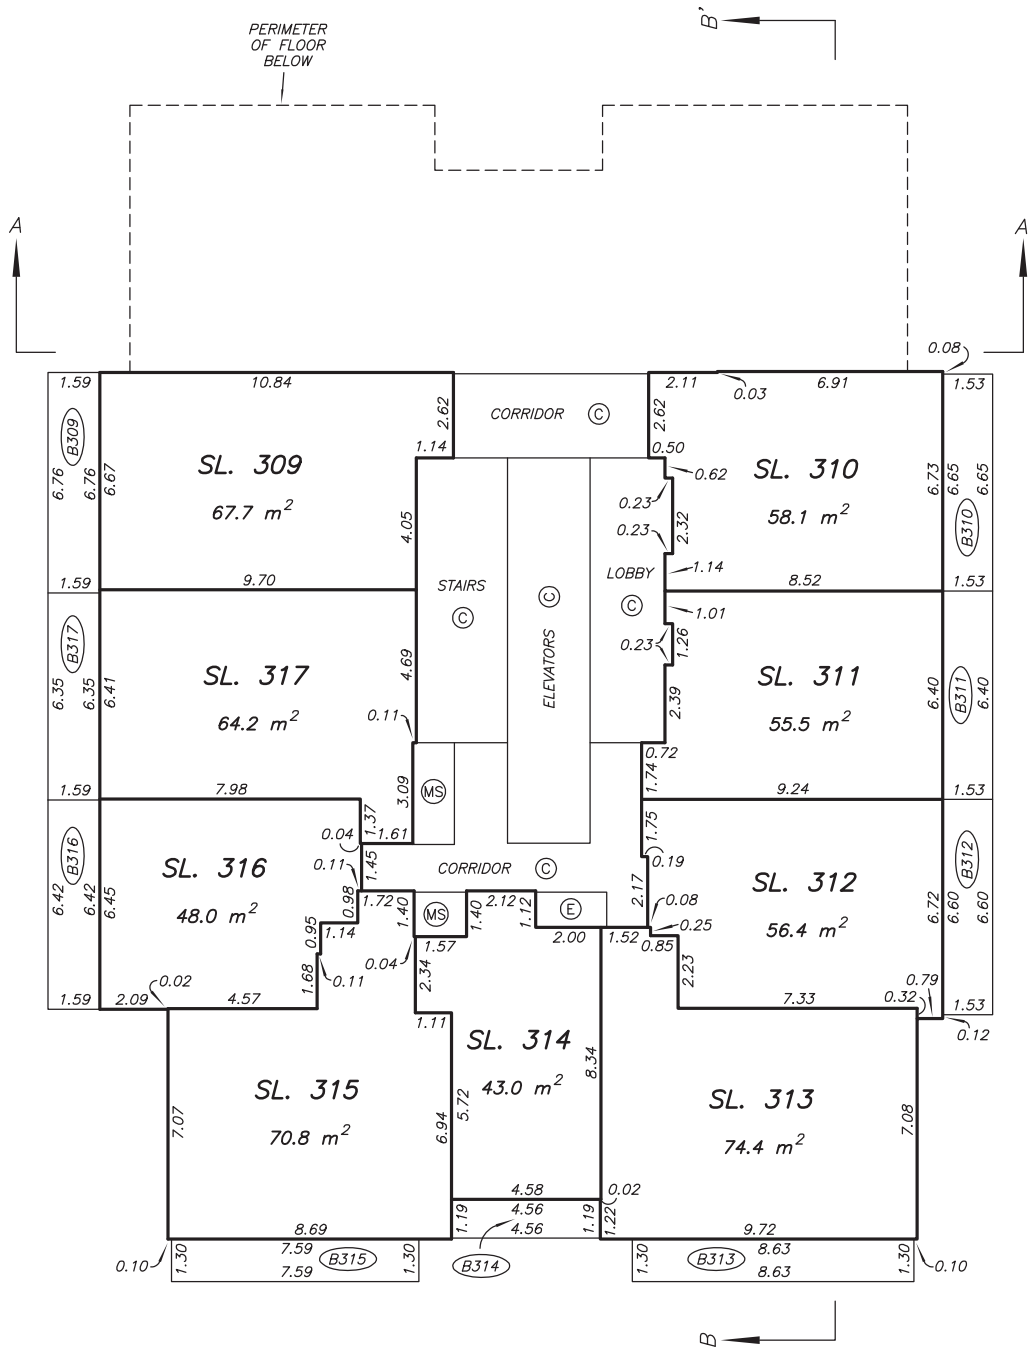 B'
PERIMETER
OF FLOOR
BELOW
A
A
0.08
1.59
10.84
2.11
6.91
1.53
0.03
B309
2.62
CORRIDOR C
2.62
1.14
0.50
SL. 309
67.7 m²
6.76
6.76
6.67
0.62
SL. 310
58.1 m²
6.73
6.65
6.65
0.23
0.23
2.32
B310
4.05
STAIRS
C
C
LOBBY
C
1.14
1.59
9.70
8.52
1.53
1.01
B317
0.23
1.26
ELEVATORS
SL. 317
64.2 m²
6.35
6.35
6.41
4.69
2.39
SL. 311
55.5 m²
6.40
B311
6.40
0.11
0.72
1.74
3.09
MS
1.59
7.98
9.24
1.53
1.37
1.61
1.75
0.04
0.19
B316
0.11
1.45
CORRIDOR C
SL. 316
48.0 m²
6.42
6.42
6.45
0.98
1.72
1.40
MS
1.40
2.12
1.12
E
2.17
0.08
0.25
SL. 312
56.4 m²
6.72
6.60
6.60
B312
0.95
1.14
1.57
2.00
1.52
0.85
0.04
2.34
2.23
1.68
0.11
0.02
0.79
1.59
2.09
4.57
7.33
0.32
1.53
0.12
1.11
SL. 314
43.0 m²
SL. 315
70.8 m²
SL. 313
74.4 m²
7.07
6.94
5.72
8.34
7.08
4.58
0.02
1.19
4.56
4.56
1.19
1.22
8.69
9.72
0.10
1.30
7.59
7.59
B315
1.30
B314
1.30
B313
8.63
8.63
1.30
0.10
B